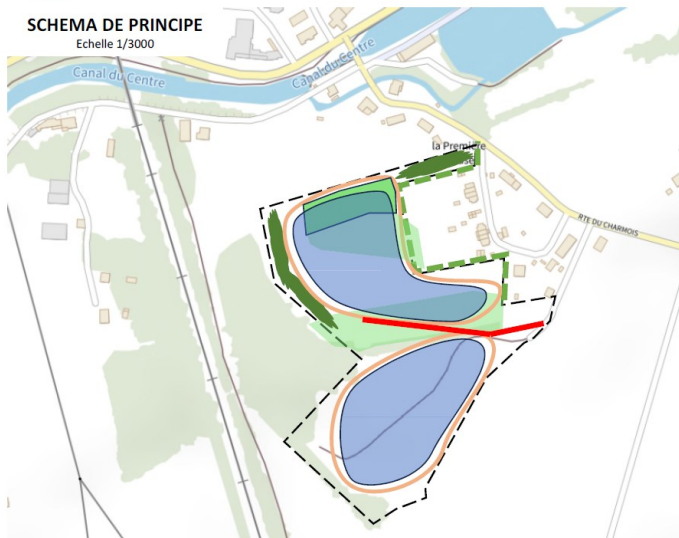 SCHEMA DE PRINCIPE
Echelle 1/3000
Canal du Centre
Canal du Centre
la Première
RTE DU CHARMOIS